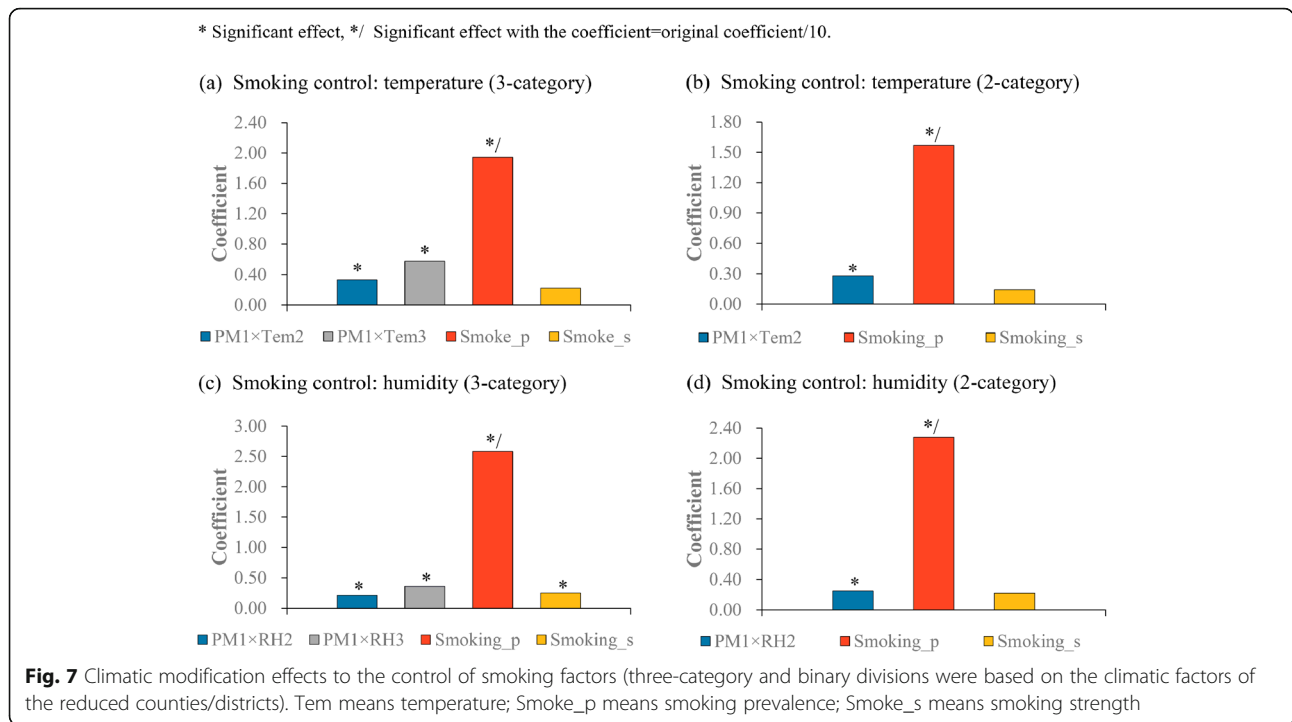 * Significant effect, */ Significant effect with the coefficient=original coefficient/10.
(a) Smoking control: temperature (3-category)
Coefficient
2.40
2.00
1.60
1.20
0.80
0.40
0.00
*
*
*/
PM1×Tem2
PM1×Tem3
Smoke_p
Smoke_s
(b) Smoking control: temperature (2-category)
Coefficient
1.80
1.50
1.20
0.90
0.60
0.30
0.00
*
*/
PM1×Tem2
Smoking_p
Smoking_s
(c) Smoking control: humidity (3-category)
Coefficient
3.00
2.50
2.00
1.50
1.00
0.50
0.00
*
*
*/
*
PM1×RH2
PM1×RH3
Smoking_p
Smoking_s
(d) Smoking control: humidity (2-category)
Coefficient
2.40
2.00
1.60
1.20
0.80
0.40
0.00
*
*/
PM1×RH2
Smoking_p
Smoking_s
Fig. 7 Climatic modification effects to the control of smoking factors (three-category and binary divisions were based on the climatic factors of
the reduced counties/districts). Tem means temperature; Smoke_p means smoking prevalence; Smoke_s means smoking strength